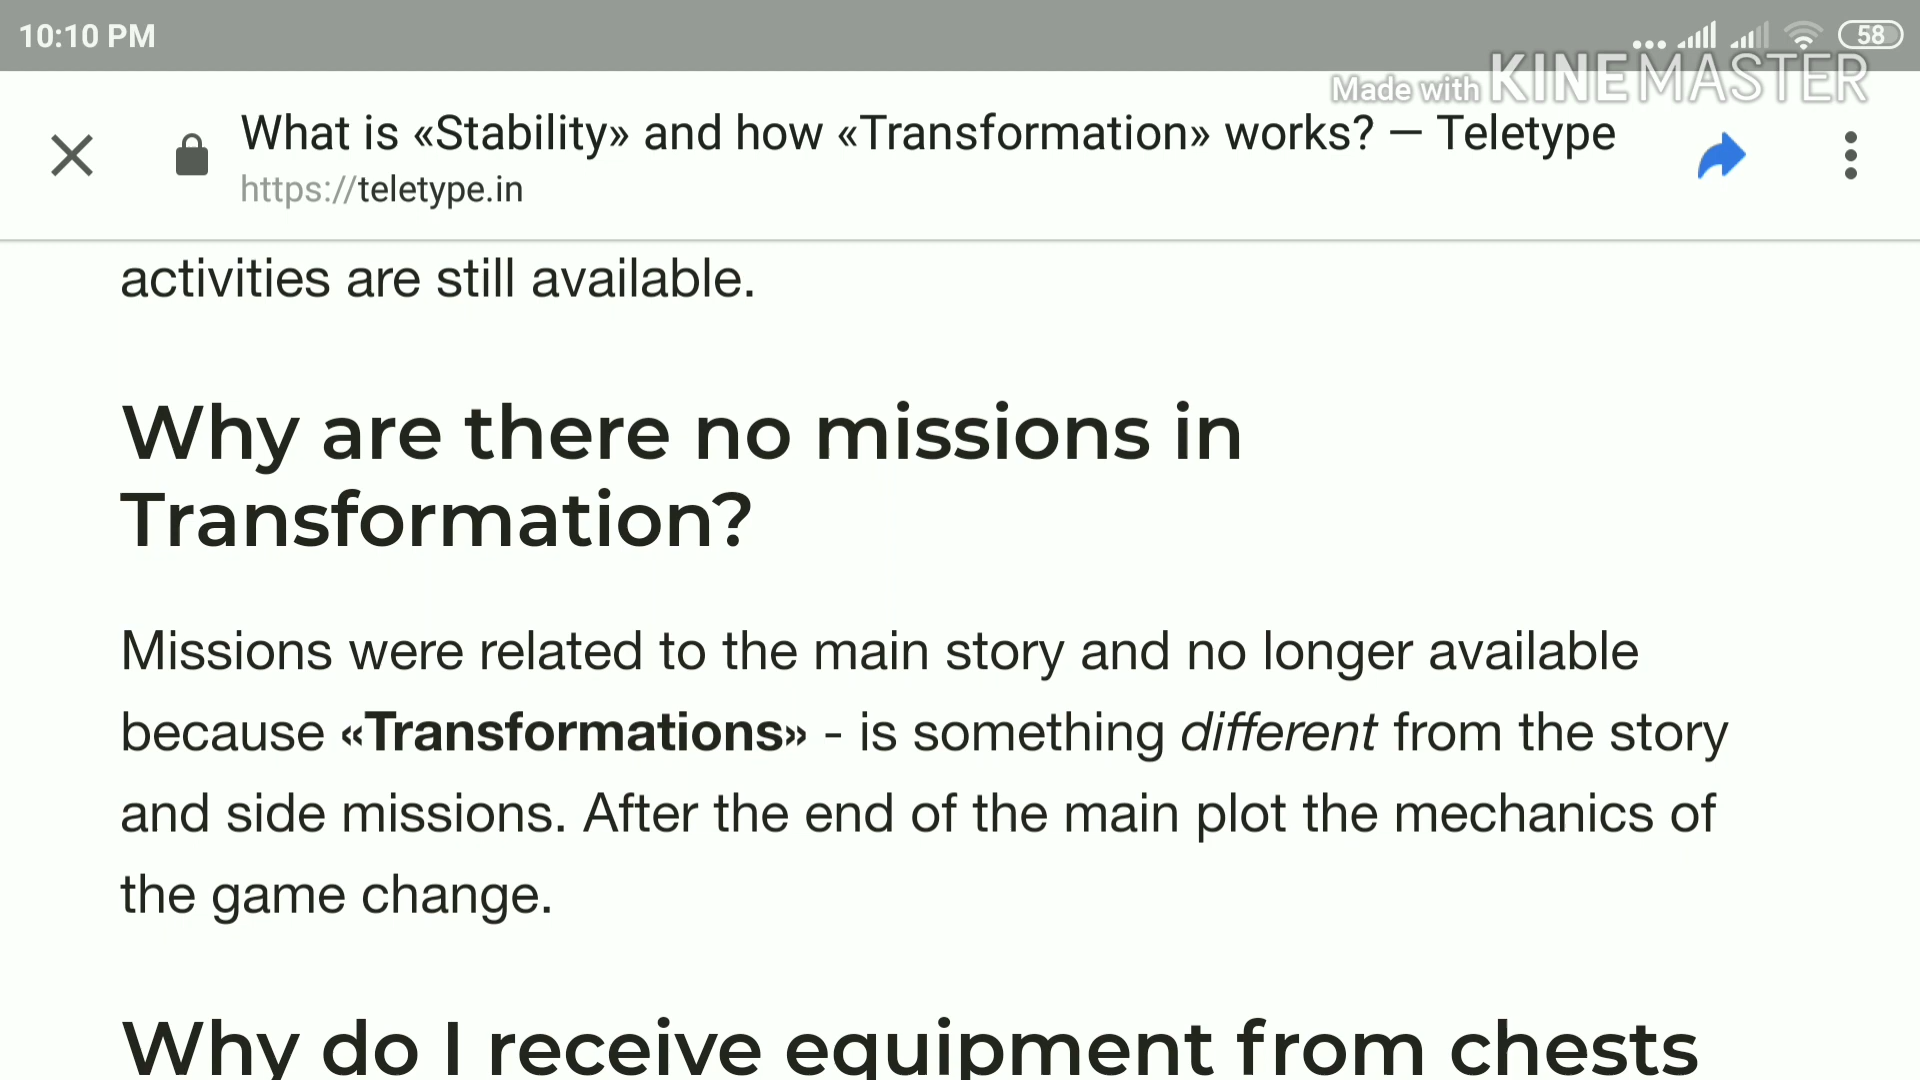 10:10 PM
58
Made with KINEMASTER
What is «Stability» and how «Transformation» works? — Teletype
https://teletype.in
activities are still available.
Why are there no missions in
Transformation?
Missions were related to the main story and no longer available
because «Transformations» - is something different from the story
and side missions. After the end of the main plot the mechanics of
the game change.
Why do I receive equipment from chests